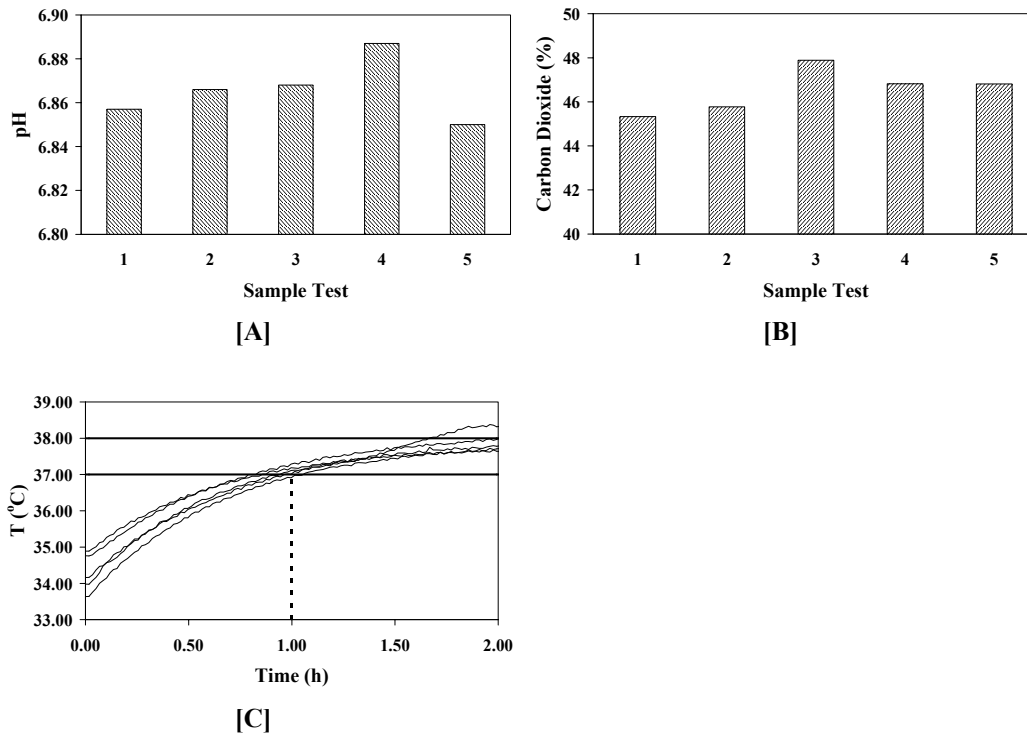 6.90
6.88
6.86
6.84
6.82
6.80
pH
1 2 3 4 5
Sample Test
[A]
50
48
46
44
42
40
Carbon Dioxide (%)
1 2 3 4 5
Sample Test
[B]
39.00
38.00
37.00
36.00
35.00
34.00
33.00
T (°C)
0.00 0.50 1.00 1.50 2.00
Time (h)
[C]